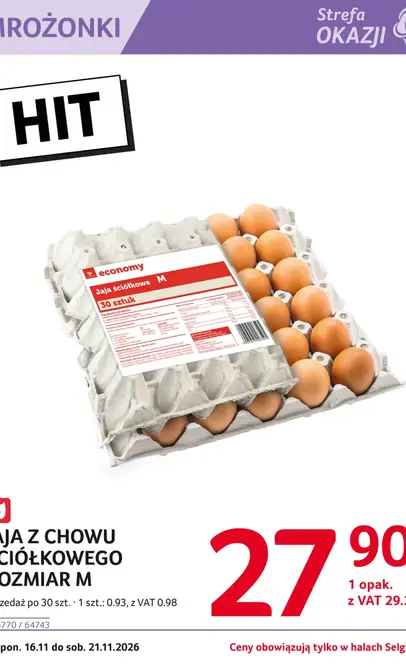 MROŻONKI
Strefa
OKAZJI
HIT
economy
Jaja ściółkowe M
30 sztuk
AJA Z CHOWU
CIÓŁKOWEGO
OZMIAR M
zedaż po 30 szt. · 1 szt.: 0.93, z VAT 0.98
6770 / 64743
27 90
1 opak.
z VAT 29.
pon. 16.11 do sob. 21.11.2026
Ceny obowiązują tylko w halach Selg